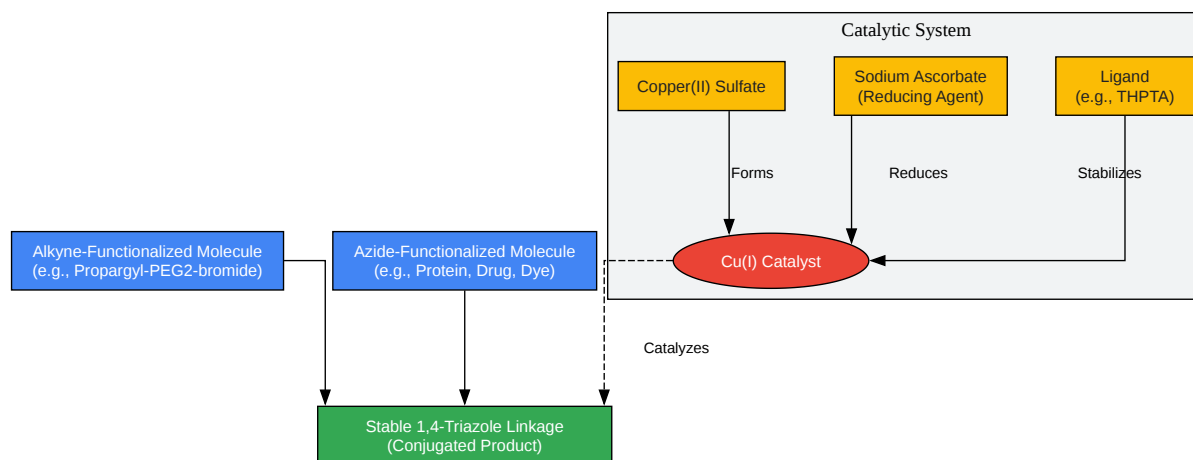 Catalytic System
Copper(II) Sulfate
Sodium Ascorbate
(Reducing Agent)
Ligand
(e.g., THPTA)
Forms
Reduces
Stabilizes
Alkyne-Functionalized Molecule
(e.g., Propargyl-PEG2-bromide)
Azide-Functionalized Molecule
(e.g., Protein, Drug, Dye)
Cu(I) Catalyst
Catalyzes
Stable 1,4-Triazole Linkage
(Conjugated Product)